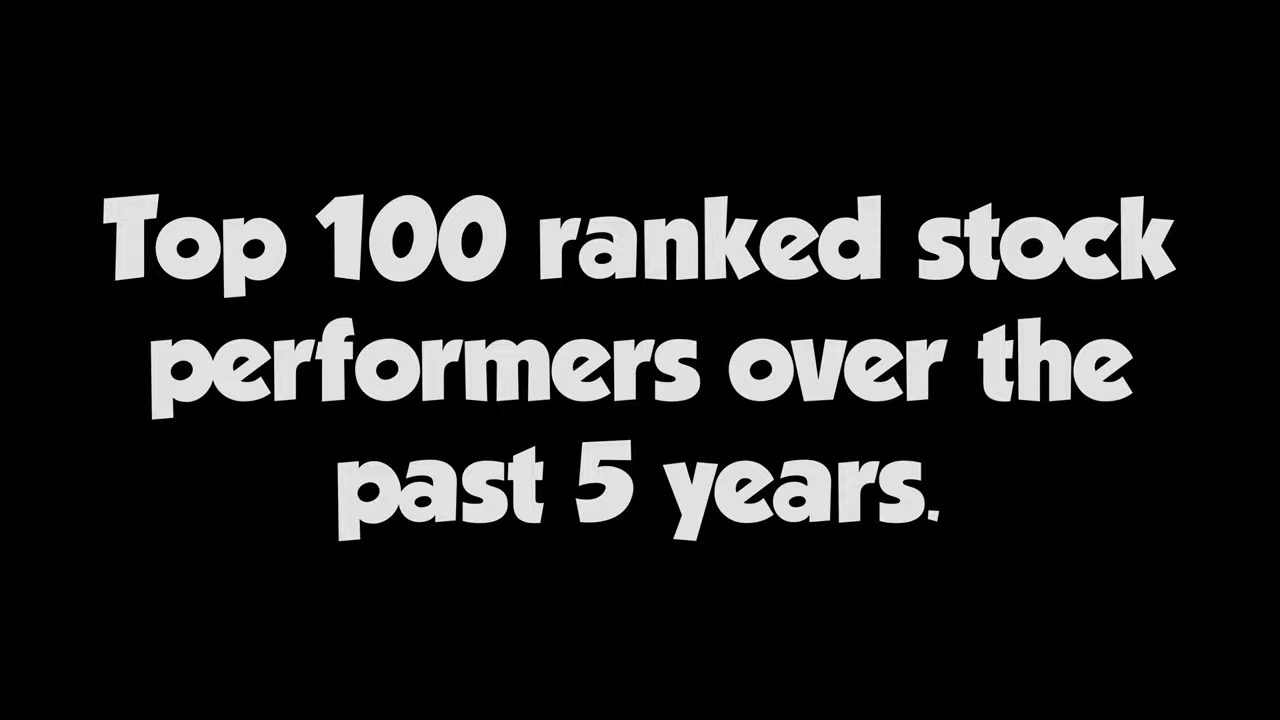 Top 100 ranked stock
performers over the
past 5 years.